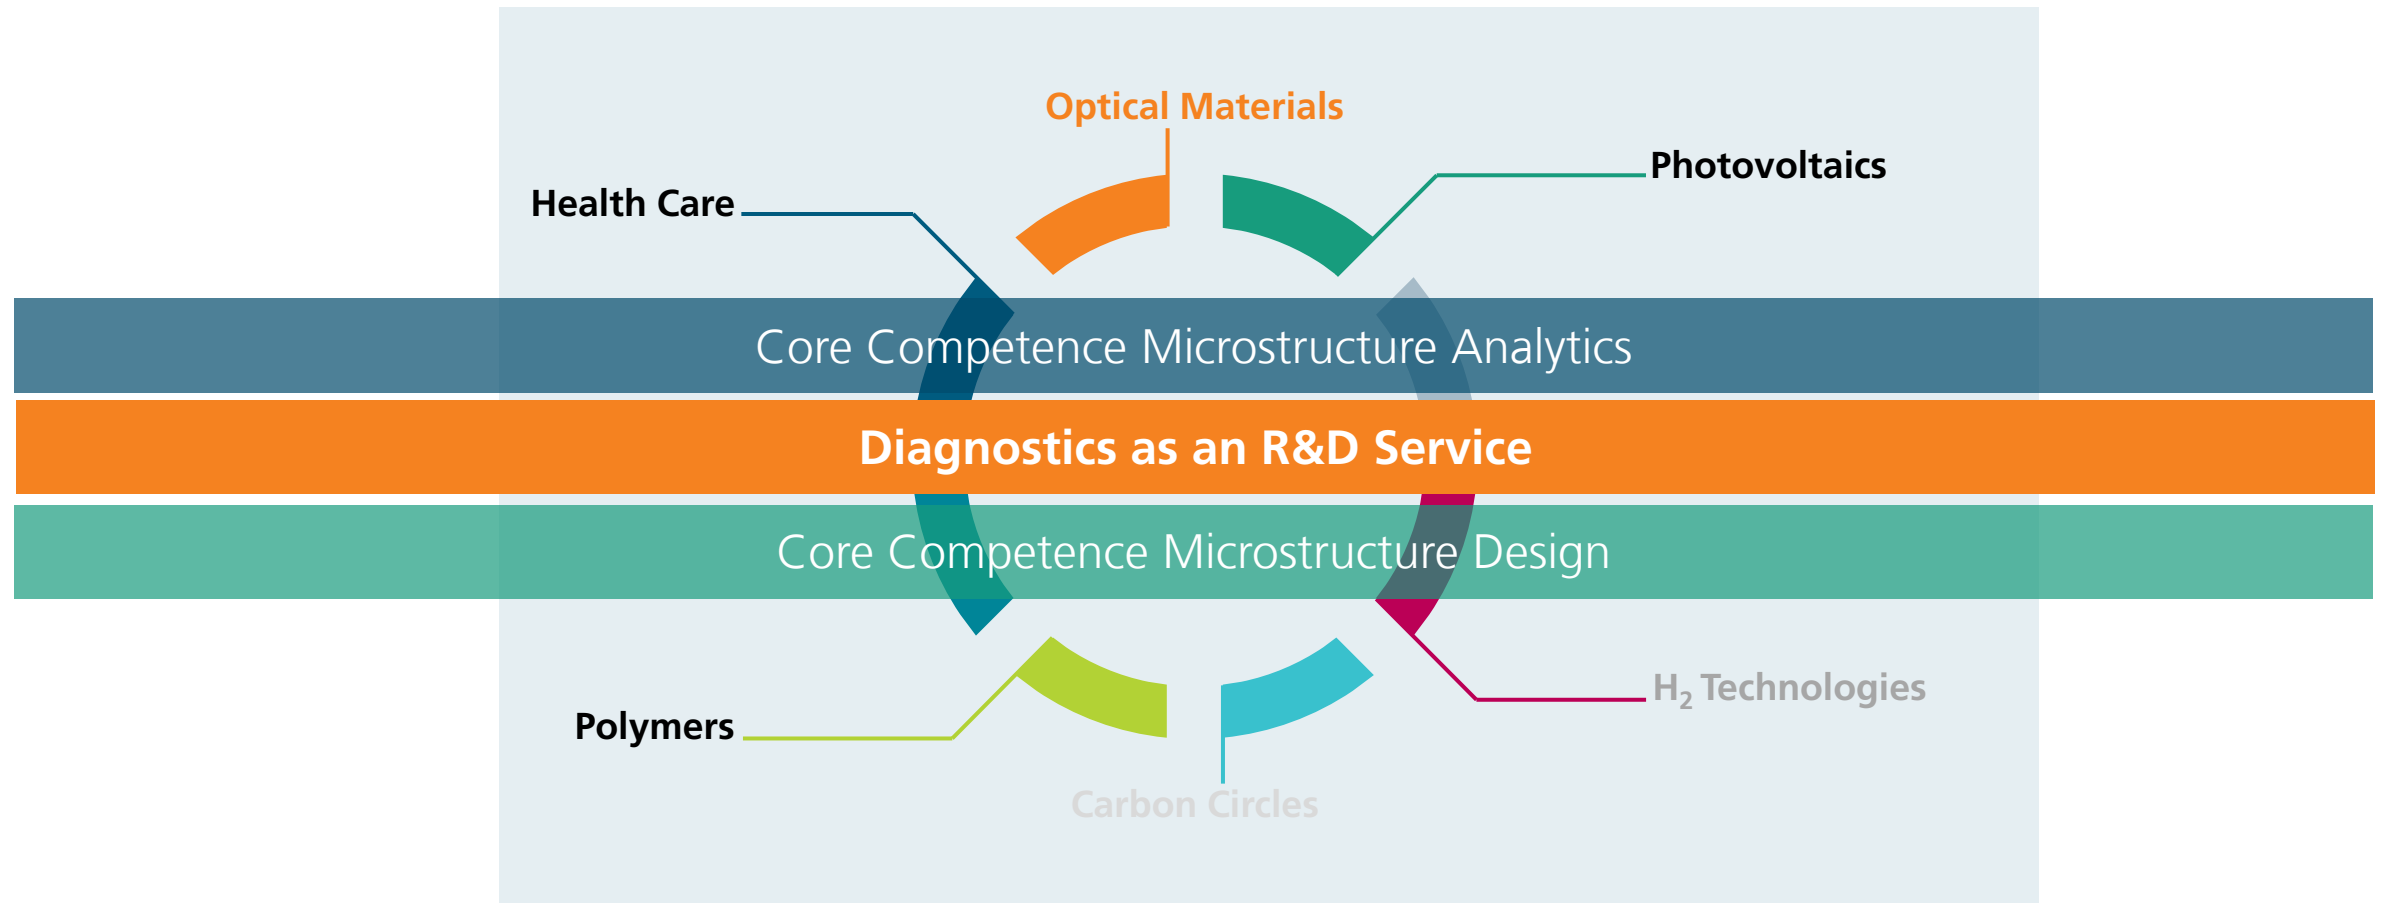 Optical Materials
Photovoltaics
Health Care
Core Competence Microstructure Analytics
Diagnostics as an R&D Service
Core Competence Microstructure Design
H₂ Technologies
Polymers
Carbon Circles